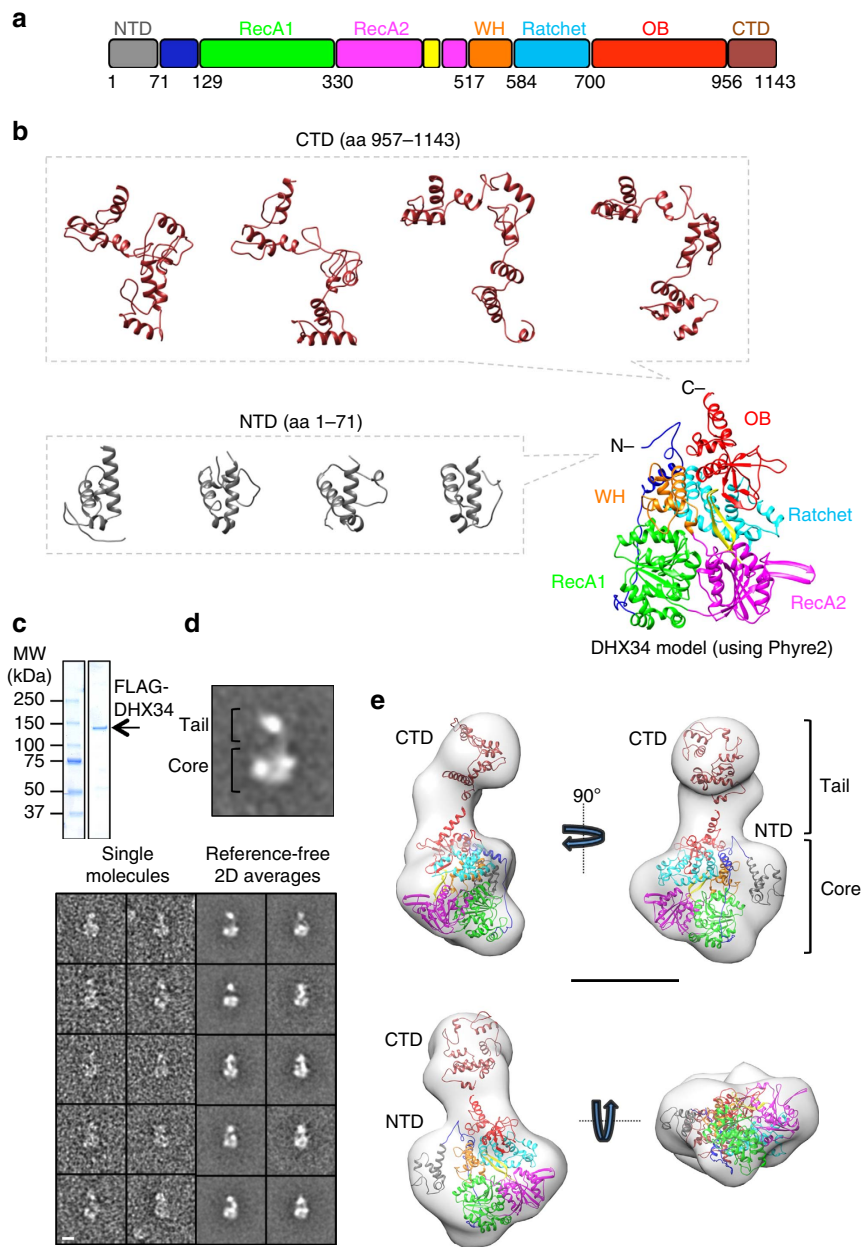 a
NTD RecA1 RecA2 WH Ratchet OB CTD
1 71 129 330 517 584 700 956 1143
b
CTD (aa 957–1143)
NTD (aa 1–71)
C–
OB
N–
WH
Ratchet
RecA1
RecA2
DHX34 model (using Phyre2)
c
MW
(kDa)
250
150
100
75
50
37
FLAG-
DHX34
d
Tail
Core
Single
molecules
Reference-free
2D averages
e
CTD
90°
CTD
Tail
NTD
Core
CTD
NTD